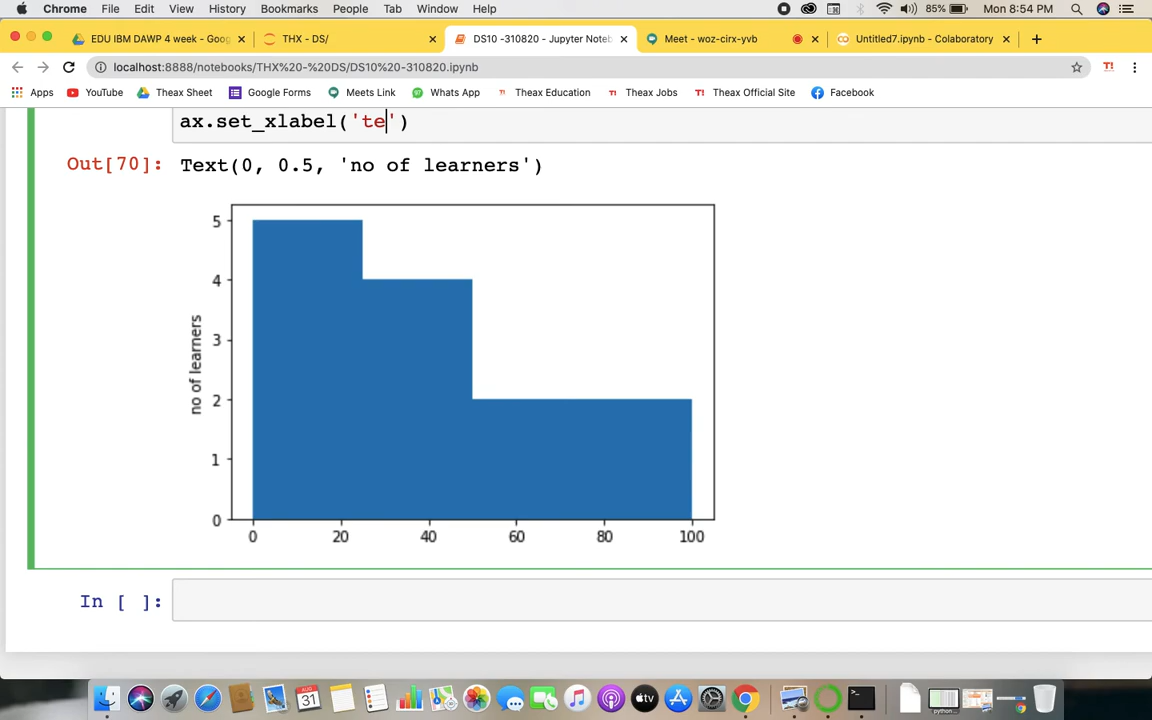 Chrome File Edit View History Bookmarks People Tab Window Help 85% Mon 8:54 PM
EDU IBM DAWP 4 week - Goog THX - DS/ DS10 -310820 - Jupyter Noteb Meet - woz-cirx-yvb Untitled7.ipynb - Colaboratory
localhost:8888/notebooks/THX%20-%20DS/DS10%20-310820.ipynb T!
Apps YouTube Theax Sheet Google Forms Meets Link Whats App T! Theax Education T! Theax Jobs T! Theax Official Site Facebook
ax.set_xlabel('te')
Out[70]: Text(0, 0.5, 'no of learners')
5
4
3
2
1
0
no of learners
0 20 40 60 80 100
In [ ]:
AUG
31